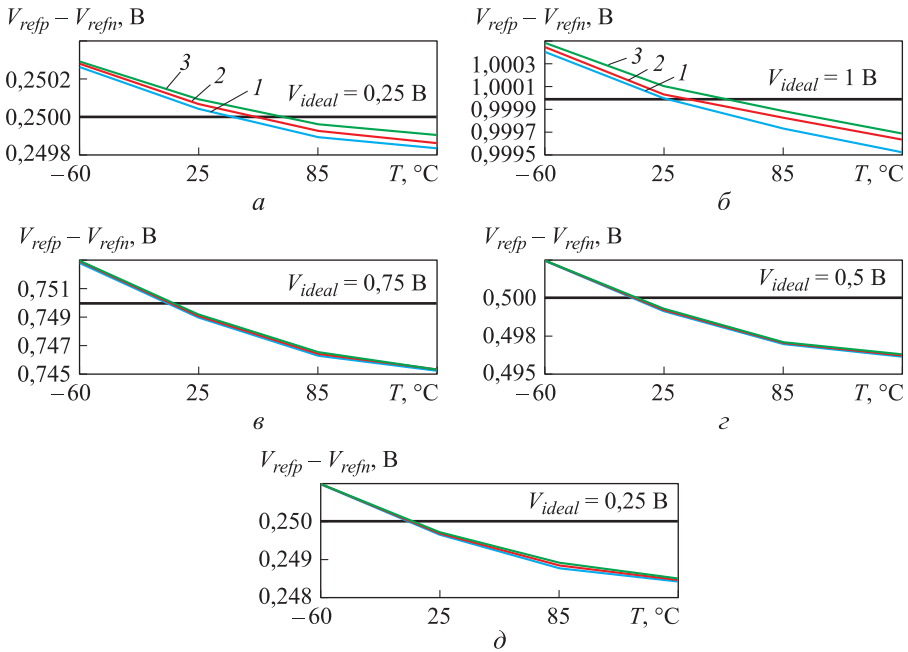 V_refp – V_refn, В
0,2502
0,2500
0,2498
3
2
1
V_ideal = 0,25 В
–60
25
85
T, °C
а
V_refp – V_refn, В
1,0003
1,0001
0,9999
0,9997
0,9995
3
2
1
V_ideal = 1 В
–60
25
85
T, °C
б
V_refp – V_refn, В
0,751
0,749
0,747
0,745
V_ideal = 0,75 В
–60
25
85
T, °C
в
V_refp – V_refn, В
0,500
0,498
0,495
V_ideal = 0,5 В
–60
25
85
T, °C
г
V_refp – V_refn, В
0,250
0,249
0,248
V_ideal = 0,25 В
–60
25
85
T, °C
д